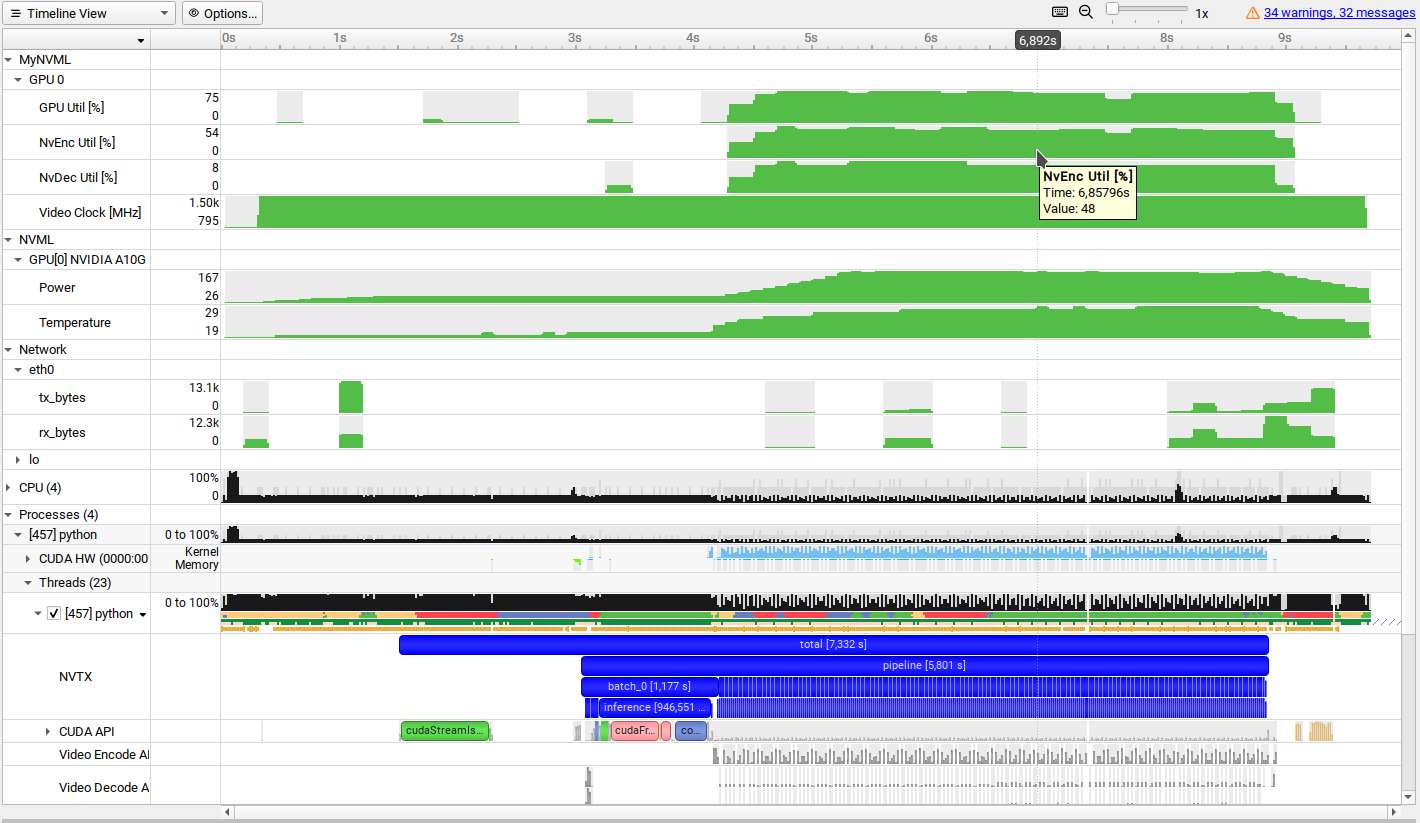 Timeline View
Options...
1x
34 warnings, 32 messages
0s 1s 2s 3s 4s 5s 6s 6,892s 8s 9s
MyNVML
GPU 0
GPU Util [%] 75 0
NvEnc Util [%] 54 0
NvDec Util [%] 8 0
NvEnc Util [%]
Time: 6,85796s
Value: 48
Video Clock [MHz] 1.50k 795
NVML
GPU[0] NVIDIA A10G
Power 167 26
Temperature 29 19
Network
eth0
tx_bytes 13.1k 0
rx_bytes 12.3k 0
lo
CPU (4) 100% 0
Processes (4)
[457] python 0 to 100%
CUDA HW (0000:00 Kernel Memory
Threads (23)
[457] python 0 to 100%
NVTX
total [7,332 s]
pipeline [5,801 s]
batch_0 [1,177 s]
inference [946,551 ...
CUDA API cudaStreamIs... cudaFr... co...
Video Encode AI
Video Decode A